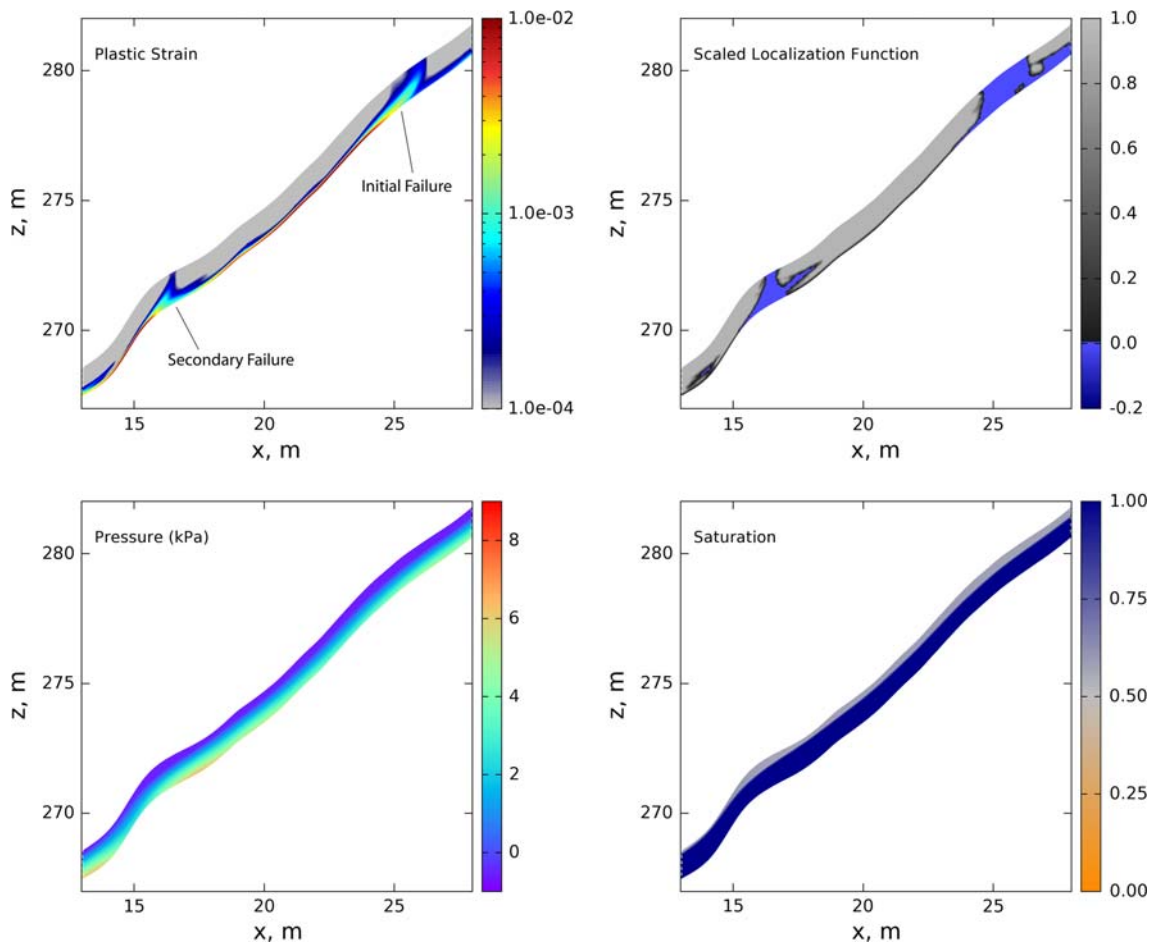 Plastic Strain
Initial Failure
Secondary Failure
z, m
280
275
270
15
20
25
x, m
1.0e-02
1.0e-03
1.0e-04
Scaled Localization Function
z, m
280
275
270
15
20
25
x, m
1.0
0.8
0.6
0.4
0.2
0.0
-0.2
Pressure (kPa)
z, m
280
275
270
15
20
25
x, m
8
6
4
2
0
Saturation
z, m
280
275
270
15
20
25
x, m
1.00
0.75
0.50
0.25
0.00